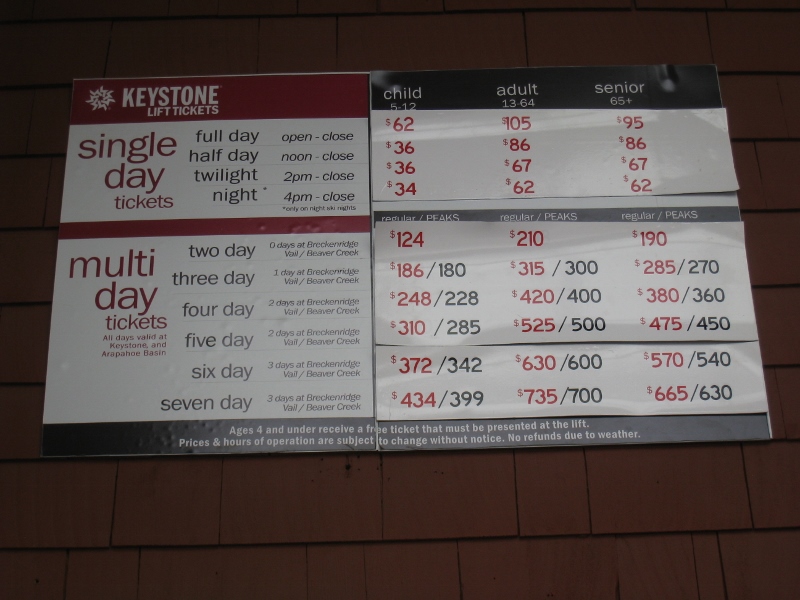 KEYSTONE
LIFT TICKETS
child adult senior
5-12 13-64 65+
single
day
tickets
full day open - close $62 $105 $95
half day noon - close $36 $86 $86
twilight 2pm - close $36 $67 $67
night * 4pm - close $34 $62 $62
*only on night ski nights
regular / PEAKS regular / PEAKS regular / PEAKS
multi
day
tickets
All days valid at
Keystone, and
Arapahoe Basin
two day 0 days at Breckenridge $124 $210 $190
Vail / Beaver Creek
three day 1 day at Breckenridge $186/180 $315 / 300 $285/270
Vail / Beaver Creek
four day 2 days at Breckenridge $248/228 $420/400 $380/360
Vail / Beaver Creek
five day 2 days at Breckenridge $310 / 285 $525/500 $475/450
Vail / Beaver Creek
six day 3 days at Breckenridge $372/342 $630/600 $570/540
Vail / Beaver Creek
seven day 3 days at Breckenridge $434/399 $735/700 $665/630
Vail / Beaver Creek
Ages 4 and under receive a free ticket that must be presented at the lift.
Prices & hours of operation are subject to change without notice. No refunds due to weather.